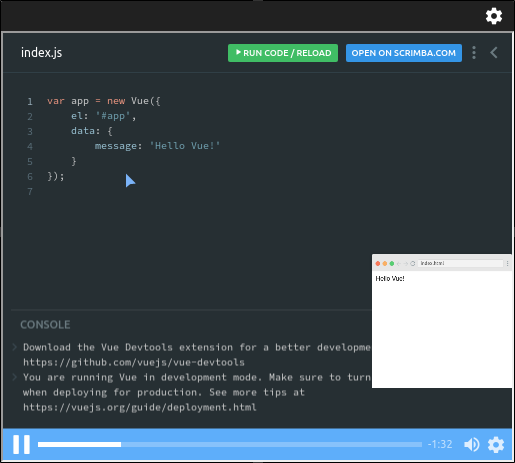 index.js
RUN CODE / RELOAD
OPEN ON SCRIMBA.COM
1 var app = new Vue({
2 el: '#app',
3 data: {
4 message: 'Hello Vue!'
5 }
6 });
7
index.html
Hello Vue!
CONSOLE
Download the Vue Devtools extension for a better developme
https://github.com/vuejs/vue-devtools
You are running Vue in development mode. Make sure to turn
when deploying for production. See more tips at
https://vuejs.org/guide/deployment.html
-1:32